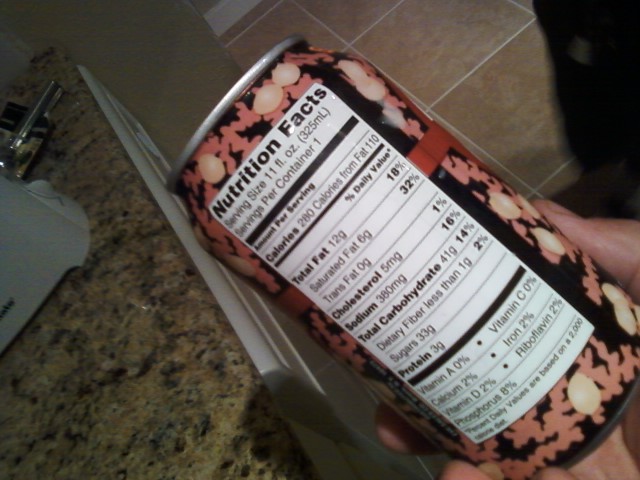 Nutrition Facts
Serving Size 11 fl. oz. (325mL)
Servings Per Container 1
Amount Per Serving
Calories 280 Calories from Fat 110
% Daily Value*
Total Fat 12g 18%
Saturated Fat 6g 32%
Trans Fat 0g
Cholesterol 5mg 1%
Sodium 380mg 16%
Total Carbohydrate 41g 14%
Dietary Fiber less than 1g 2%
Sugars 33g
Protein 3g
Vitamin A 0% • Vitamin C 0%
Calcium 2% • Iron 2%
Vitamin D 2% • Riboflavin 2%
Phosphorus 8%
Daily Values are based on a 2,000